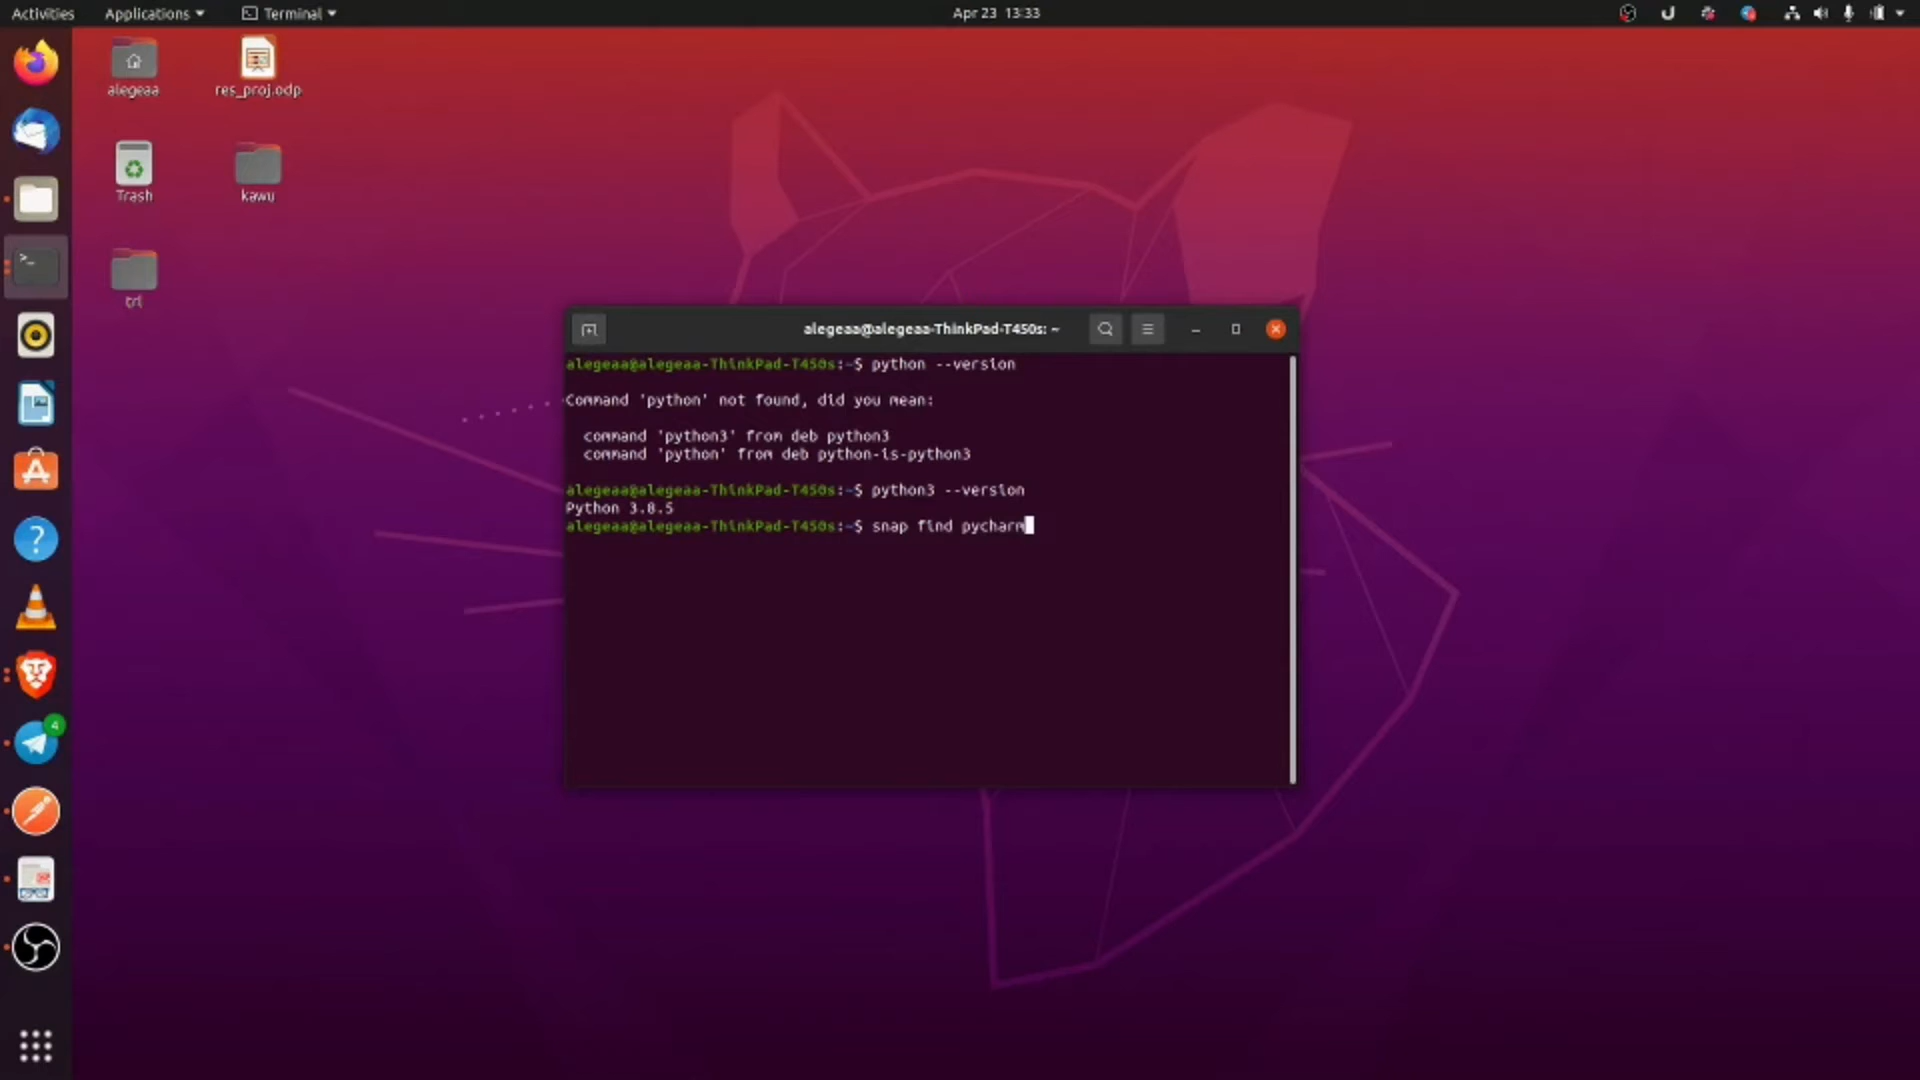 Activities
Applications
Terminal
Apr 23 13:33
alegeaa
res_proj.odp
Trash
kawu
trl
4
alegeaa@alegeaa-ThinkPad-T450s: ~
alegeaa@alegeaa-ThinkPad-T450s:~$ python --version
Command 'python' not found, did you mean:
command 'python3' from deb python3
command 'python' from deb python-is-python3
alegeaa@alegeaa-ThinkPad-T450s:~$ python3 --version
Python 3.8.5
alegeaa@alegeaa-ThinkPad-T450s:~$ snap find pycharm